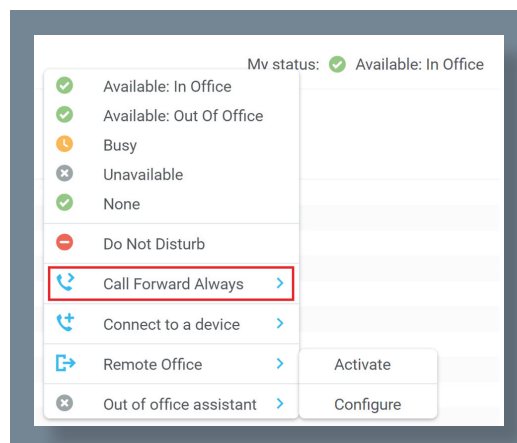 My status: Available: In Office
Available: In Office
Available: Out Of Office
Busy
Unavailable
None
Do Not Disturb
Call Forward Always
Connect to a device
Remote Office
Activate
Out of office assistant
Configure